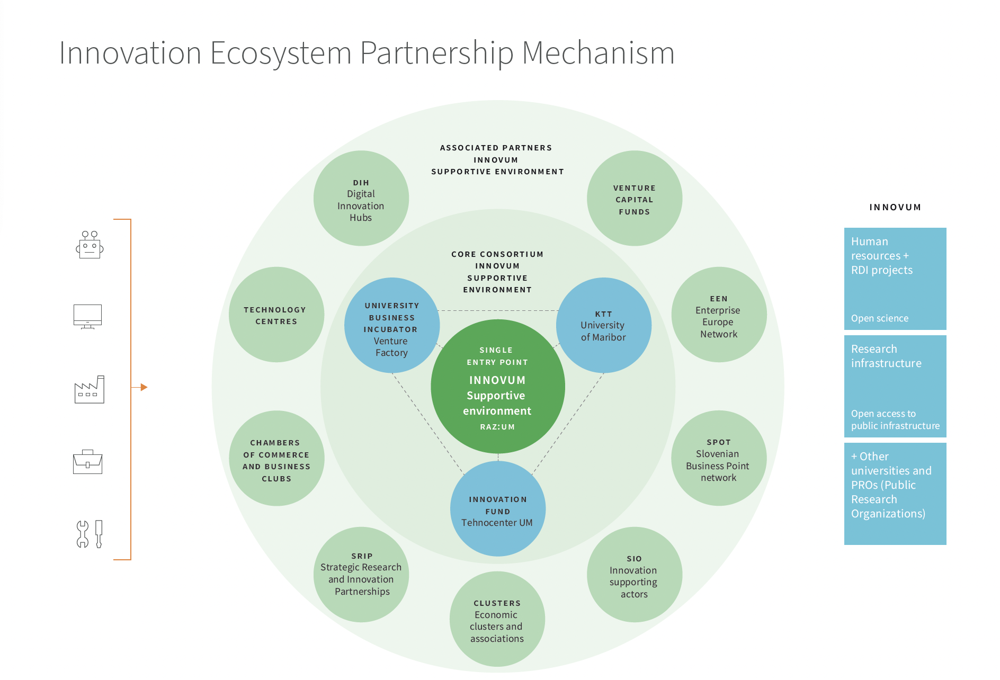 Innovation Ecosystem Partnership Mechanism
ASSOCIATED PARTNERS
INNOVUM
SUPPORTIVE ENVIRONMENT
DIH
Digital
Innovation
Hubs
VENTURE
CAPITAL
FUNDS
CORE CONSORTIUM
INNOVUM
SUPPORTIVE
ENVIRONMENT
TECHNOLOGY
CENTRES
UNIVERSITY
BUSINESS
INCUBATOR
Venture
Factory
KTT
University
of Maribor
EEN
Enterprise
Europe
Network
SINGLE
ENTRY POINT
INNOVUM
Supportive
environment
RAZ:UM
CHAMBERS
OF COMMERCE
AND BUSINESS
CLUBS
SPOT
Slovenian
Business Point
network
INNOVATION
FUND
Tehnocenter UM
SRIP
Strategic Research
and Innovation
Partnerships
SIO
Innovation
supporting
actors
CLUSTERS
Economic
clusters and
associations
INNOVUM
Human
resources +
RDI projects
Open science
Research
infrastructure
Open access to
public infrastructure
+ Other
universities and
PROs (Public
Research
Organizations)